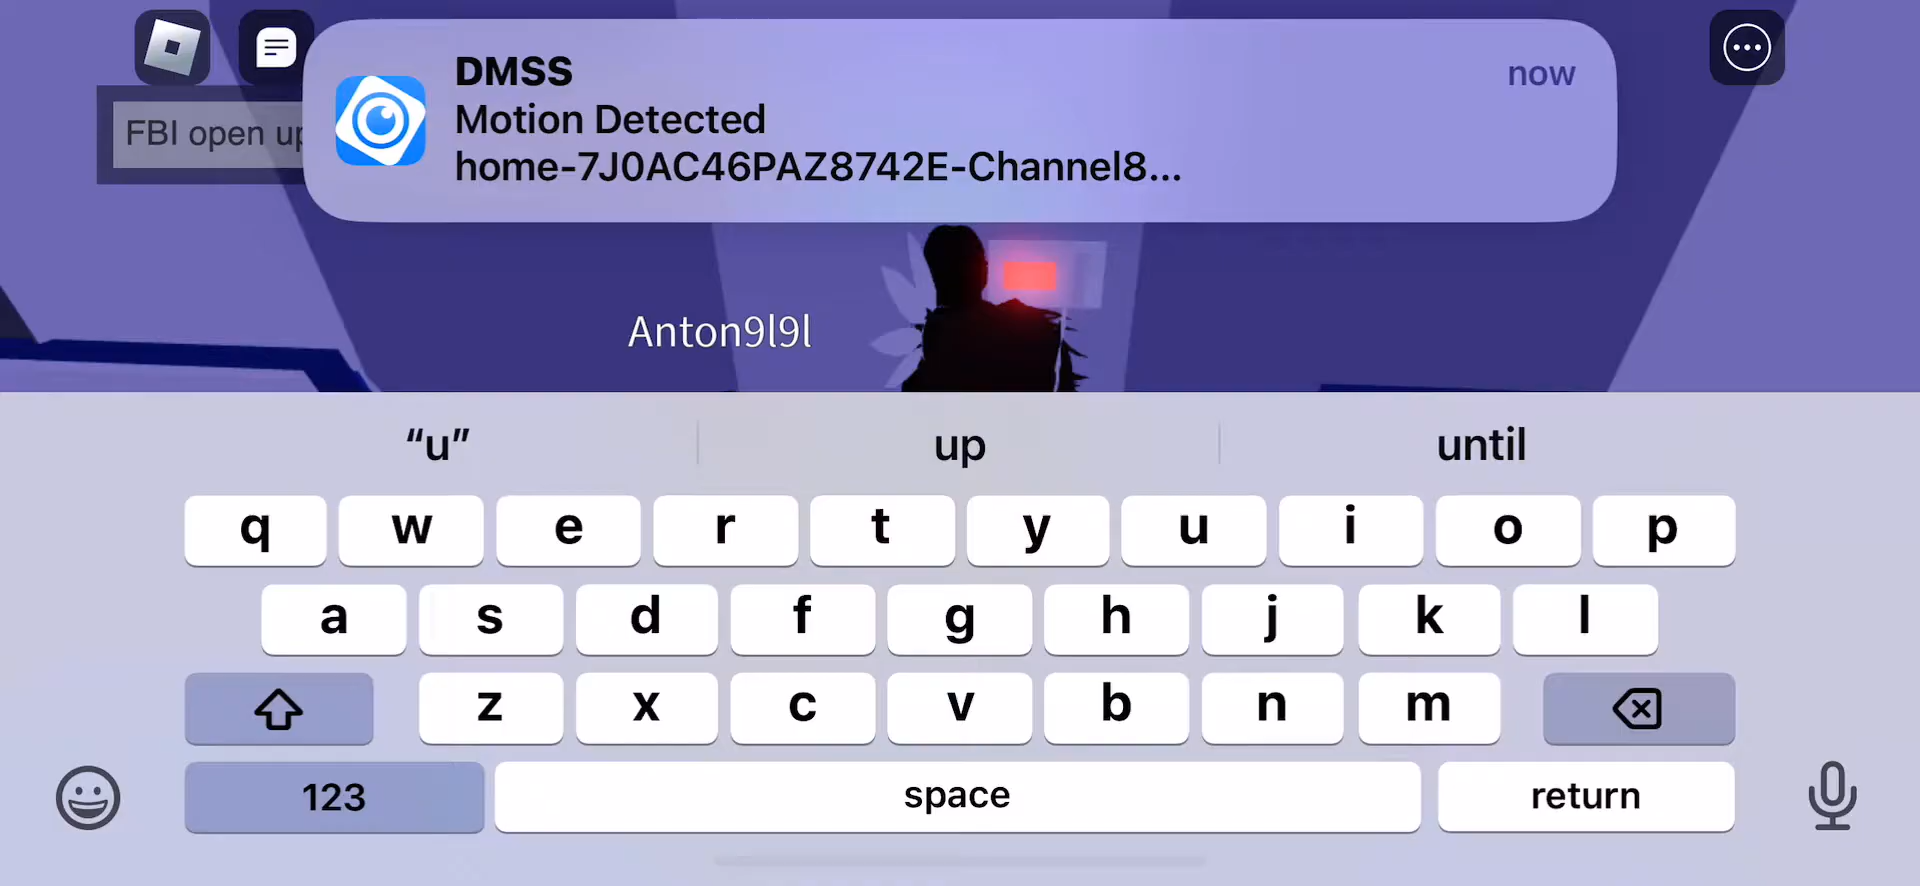 DMSS
now
Motion Detected
home-7J0AC46PAZ8742E-Channel8...
FBI open up
Anton9l9l
“u”
up
until
q w e r t y u i o p
a s d f g h j k l
z x c v b n m
123
space
return